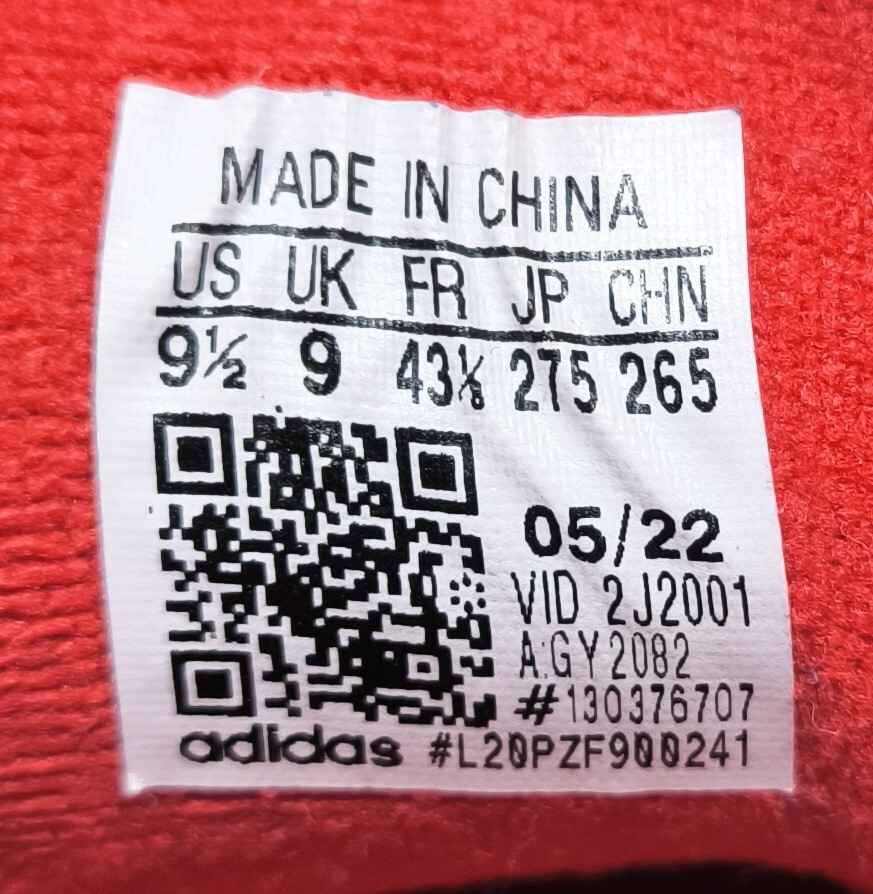 MADE IN CHINA
US UK FR JP CHN
9½ 9 43⅓ 275 265
05/22
VID 2J2001
A:GY2082
#130376707
adidas #L20PZF900241